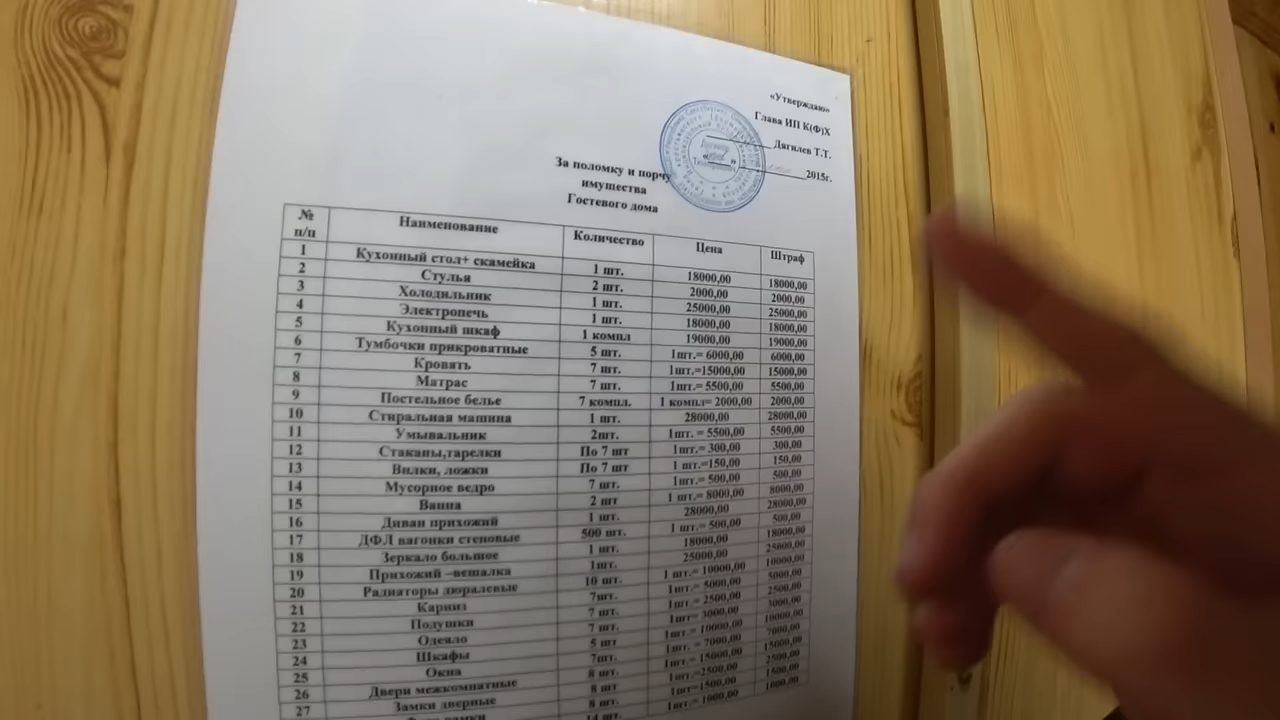 «Утверждаю»
Глава ИП К(Ф)Х
Дягилев Т.Т.
2015г.
За поломку и порчу
имущества
Гостевого дома
№ п/п Наименование Количество Цена Штраф
1 Кухонный стол+ скамейка 1 шт. 18000,00 18000,00
2 Стулья 2 шт. 2000,00 2000,00
3 Холодильник 1 шт. 25000,00 25000,00
4 Электропечь 1 шт. 18000,00 18000,00
5 Кухонный шкаф 1 компл 19000,00 19000,00
6 Тумбочки прикроватные 5 шт. 1шт.= 6000,00 6000,00
7 Кровать 7 шт. 1шт.=15000,00 15000,00
8 Матрас 7 шт. 1шт.= 5500,00 5500,00
9 Постельное белье 7 компл. 1 компл= 2000,00 2000,00
10 Стиральная машина 1 шт. 28000,00 28000,00
11 Умывальник 2шт. 1шт. = 5500,00 5500,00
12 Стаканы,тарелки По 7 шт 1шт.= 300,00 300,00
13 Вилки, ложки По 7 шт 1 шт.=150,00 150,00
14 Мусорное ведро 7 шт. 1шт.= 500,00 500,00
15 Ванна 2 шт 1 шт.= 8000,00 8000,00
16 Диван прихожий 1 шт. 28000,00 28000,00
17 ДФЛ вагонки стеновые 500 шт. 1 шт.= 500,00 500,00
18 Зеркало большое 1 шт. 18000,00 18000,00
19 Прихожий –вешалка 1шт. 25000,00 25000,00
20 Радиаторы дюралевые 10 шт. 1 шт.= 10000,00 10000,00
21 Карниз 7шт. 1шт.= 5000,00 5000,00
22 Подушки 7 шт. 1шт.= 2500,00 2500,00
23 Одеяло 7 шт. 1шт= 3000,00 3000,00
24 Шкафы 5 шт 1шт.= 10000,00 10000,00
25 Окна 7шт. 1шт. = 7000,00 7000,00
26 Двери межкомнатные 8 шт. 1шт.= 15000,00 15000,00
27 Замки дверные 8 шт 1шт.=2500,00 2500,00
8 шт. 1шт=1500,00 1500,00
14 шт. 1шт.= 1000,00 1000,00